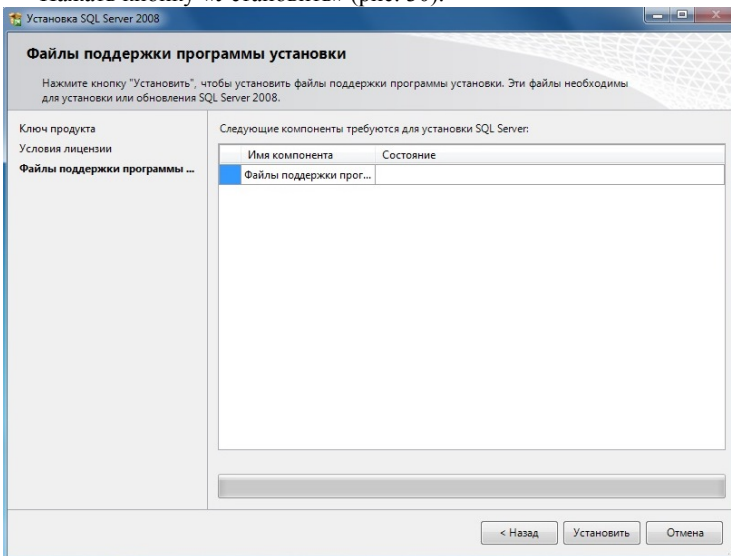 (рис. 30).
Установка SQL Server 2008
Файлы поддержки программы установки
Нажмите кнопку "Установить", чтобы установить файлы поддержки программы установки. Эти файлы необходимы
для установки или обновления SQL Server 2008.
Ключ продукта
Условия лицензии
Файлы поддержки программы ...
Следующие компоненты требуются для установки SQL Server:
Имя компонента Состояние
Файлы поддержки прог...
< Назад Установить Отмена